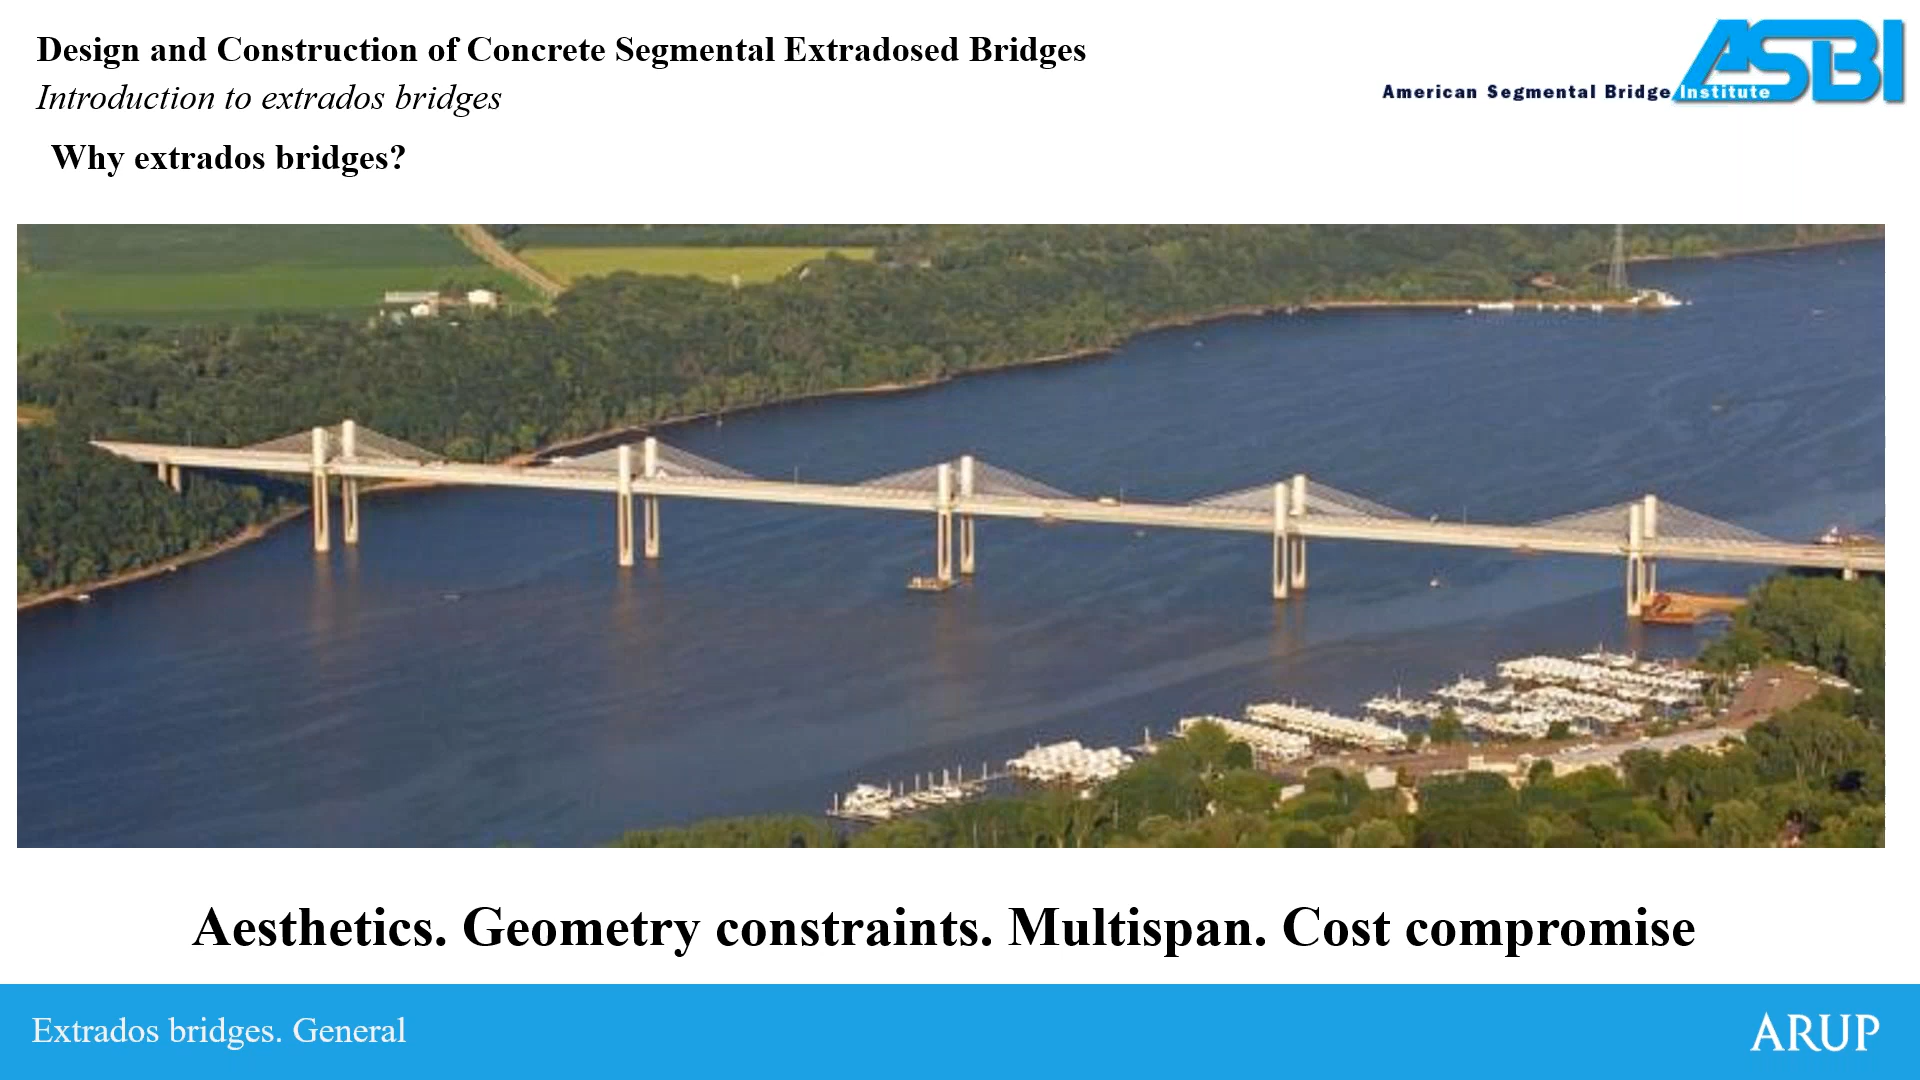 Design and Construction of Concrete Segmental Extradosed Bridges
Introduction to extrados bridges
Why extrados bridges?
ASBI
American Segmental Bridge Institute
Aesthetics. Geometry constraints. Multispan. Cost compromise
Extrados bridges. General
ARUP